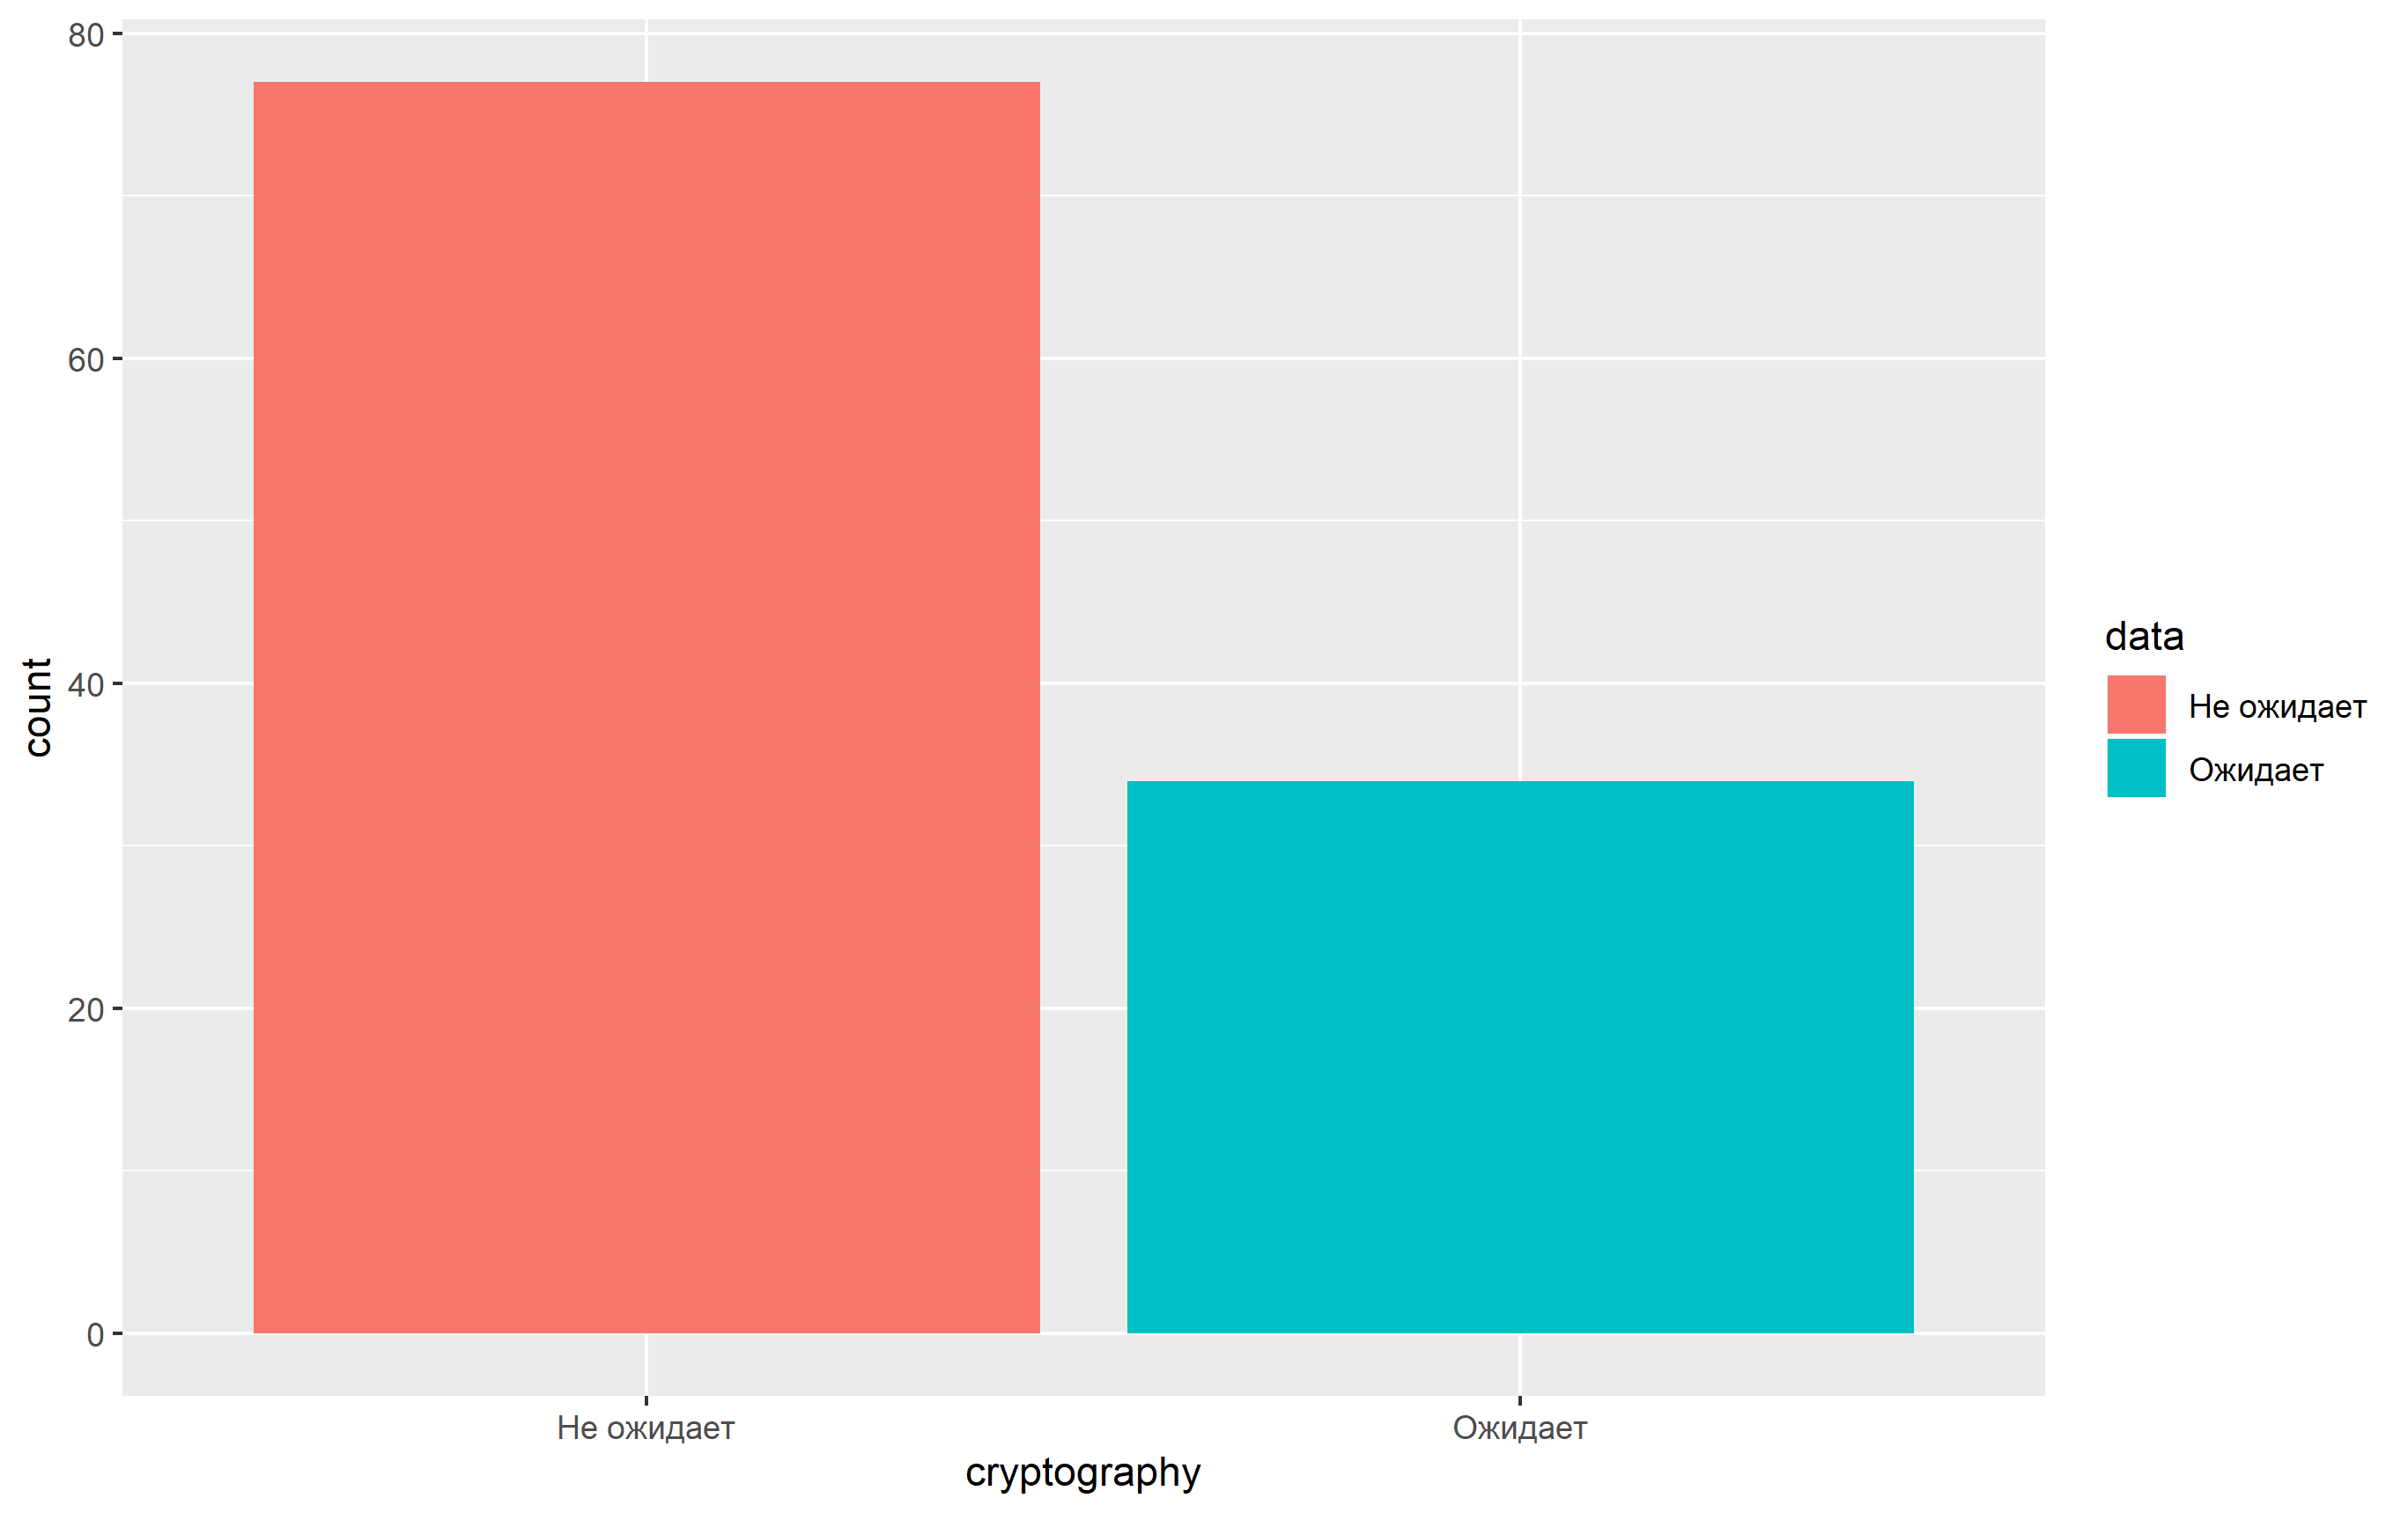 80
60
40
20
0
count
Не ожидает
Ожидает
cryptography
data
Не ожидает
Ожидает